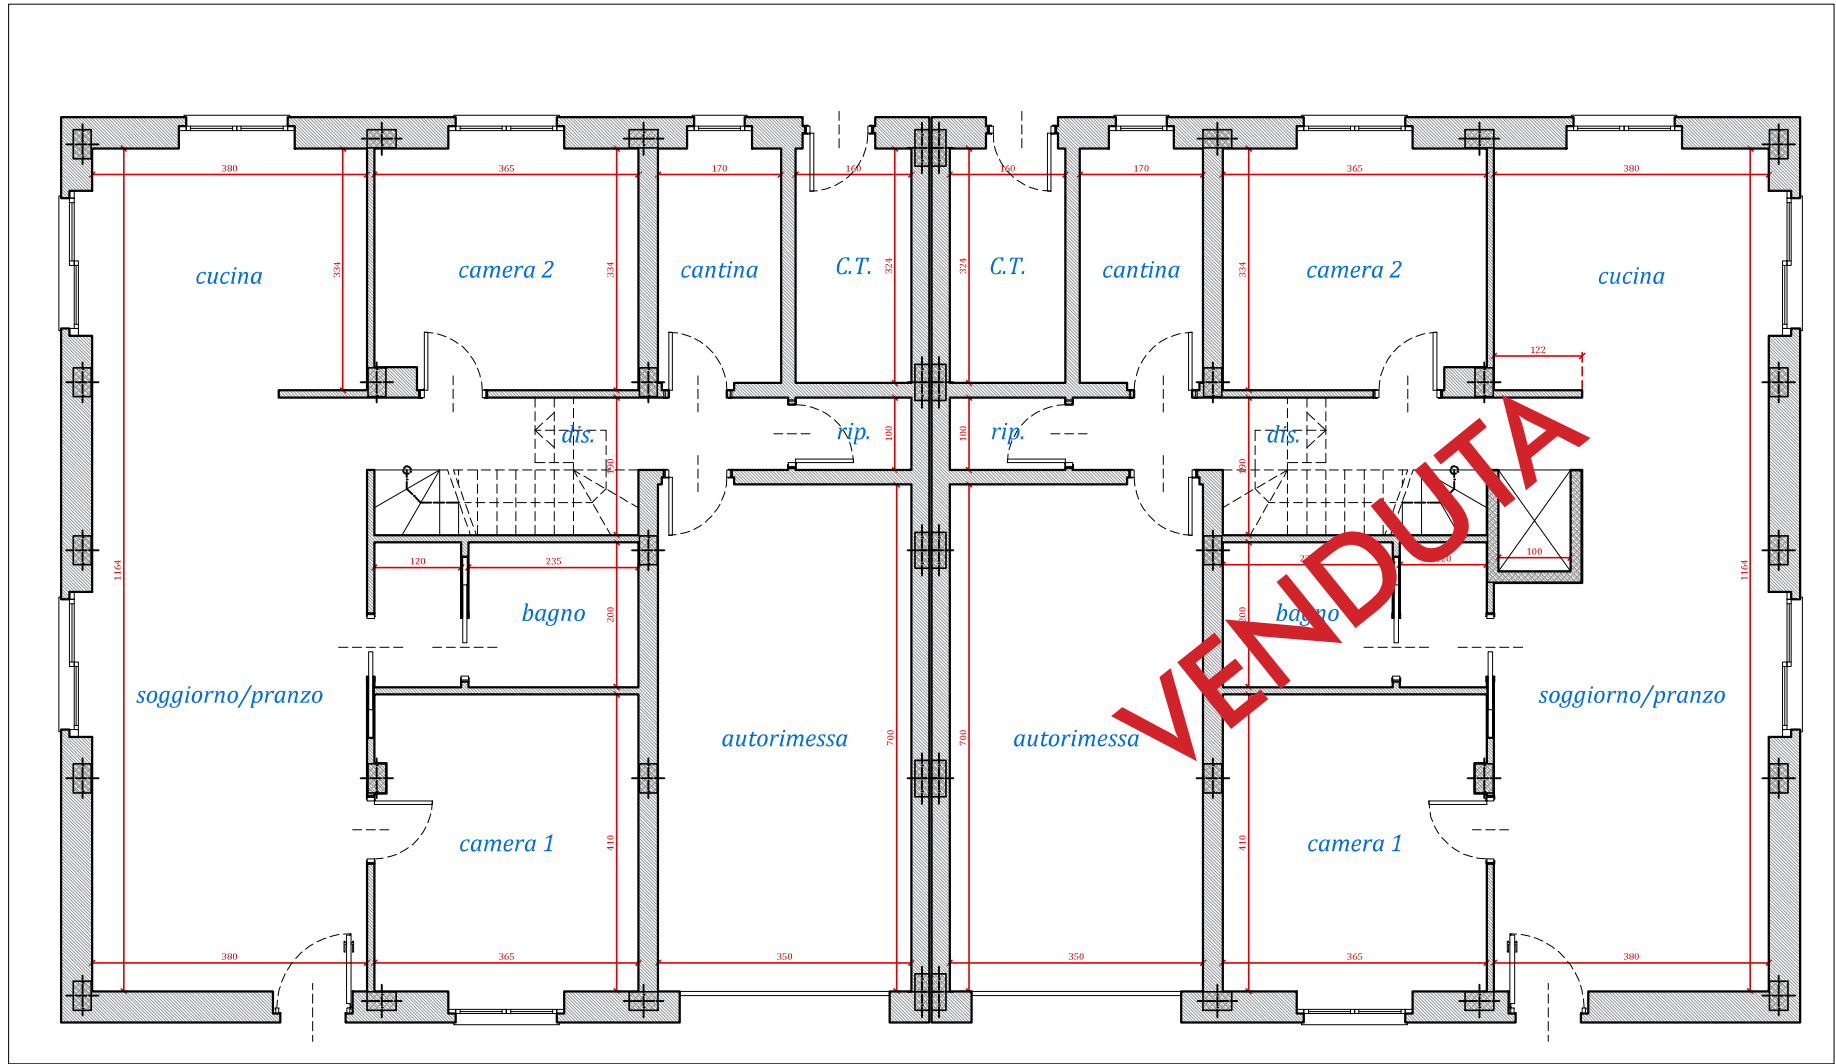 380 365 170 160 160 170 365 380
cucina camera 2 cantina C.T. C.T. cantina camera 2 cucina
334 334 324 324 334
122
dis. rip. rip. dis.
190 100 100 190
VENDUTA
120 235 100
1164 200 200 1164
bagno bagno
soggiorno/pranzo soggiorno/pranzo
autorimessa autorimessa
700 700
camera 1 camera 1
410 410
380 365 350 350 365 380